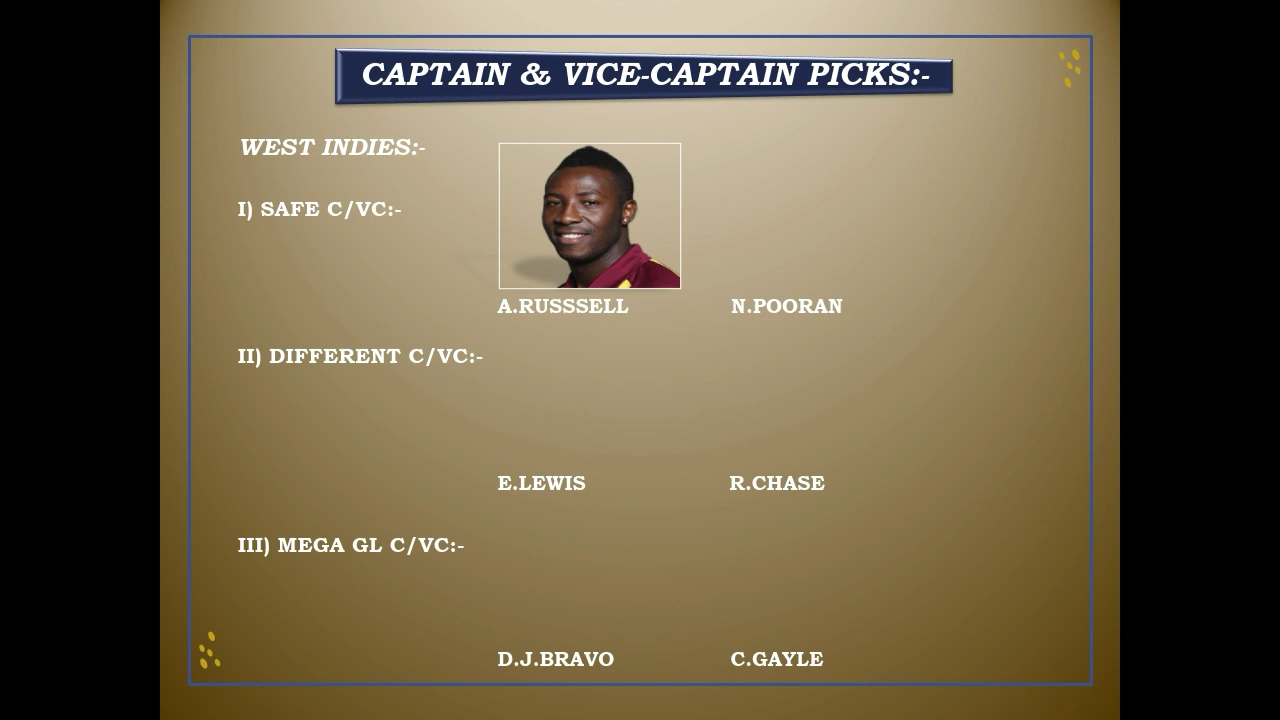 CAPTAIN & VICE-CAPTAIN PICKS:-
WEST INDIES:-
I) SAFE C/VC:-
A.RUSSSELL N.POORAN
II) DIFFERENT C/VC:-
E.LEWIS R.CHASE
III) MEGA GL C/VC:-
D.J.BRAVO C.GAYLE